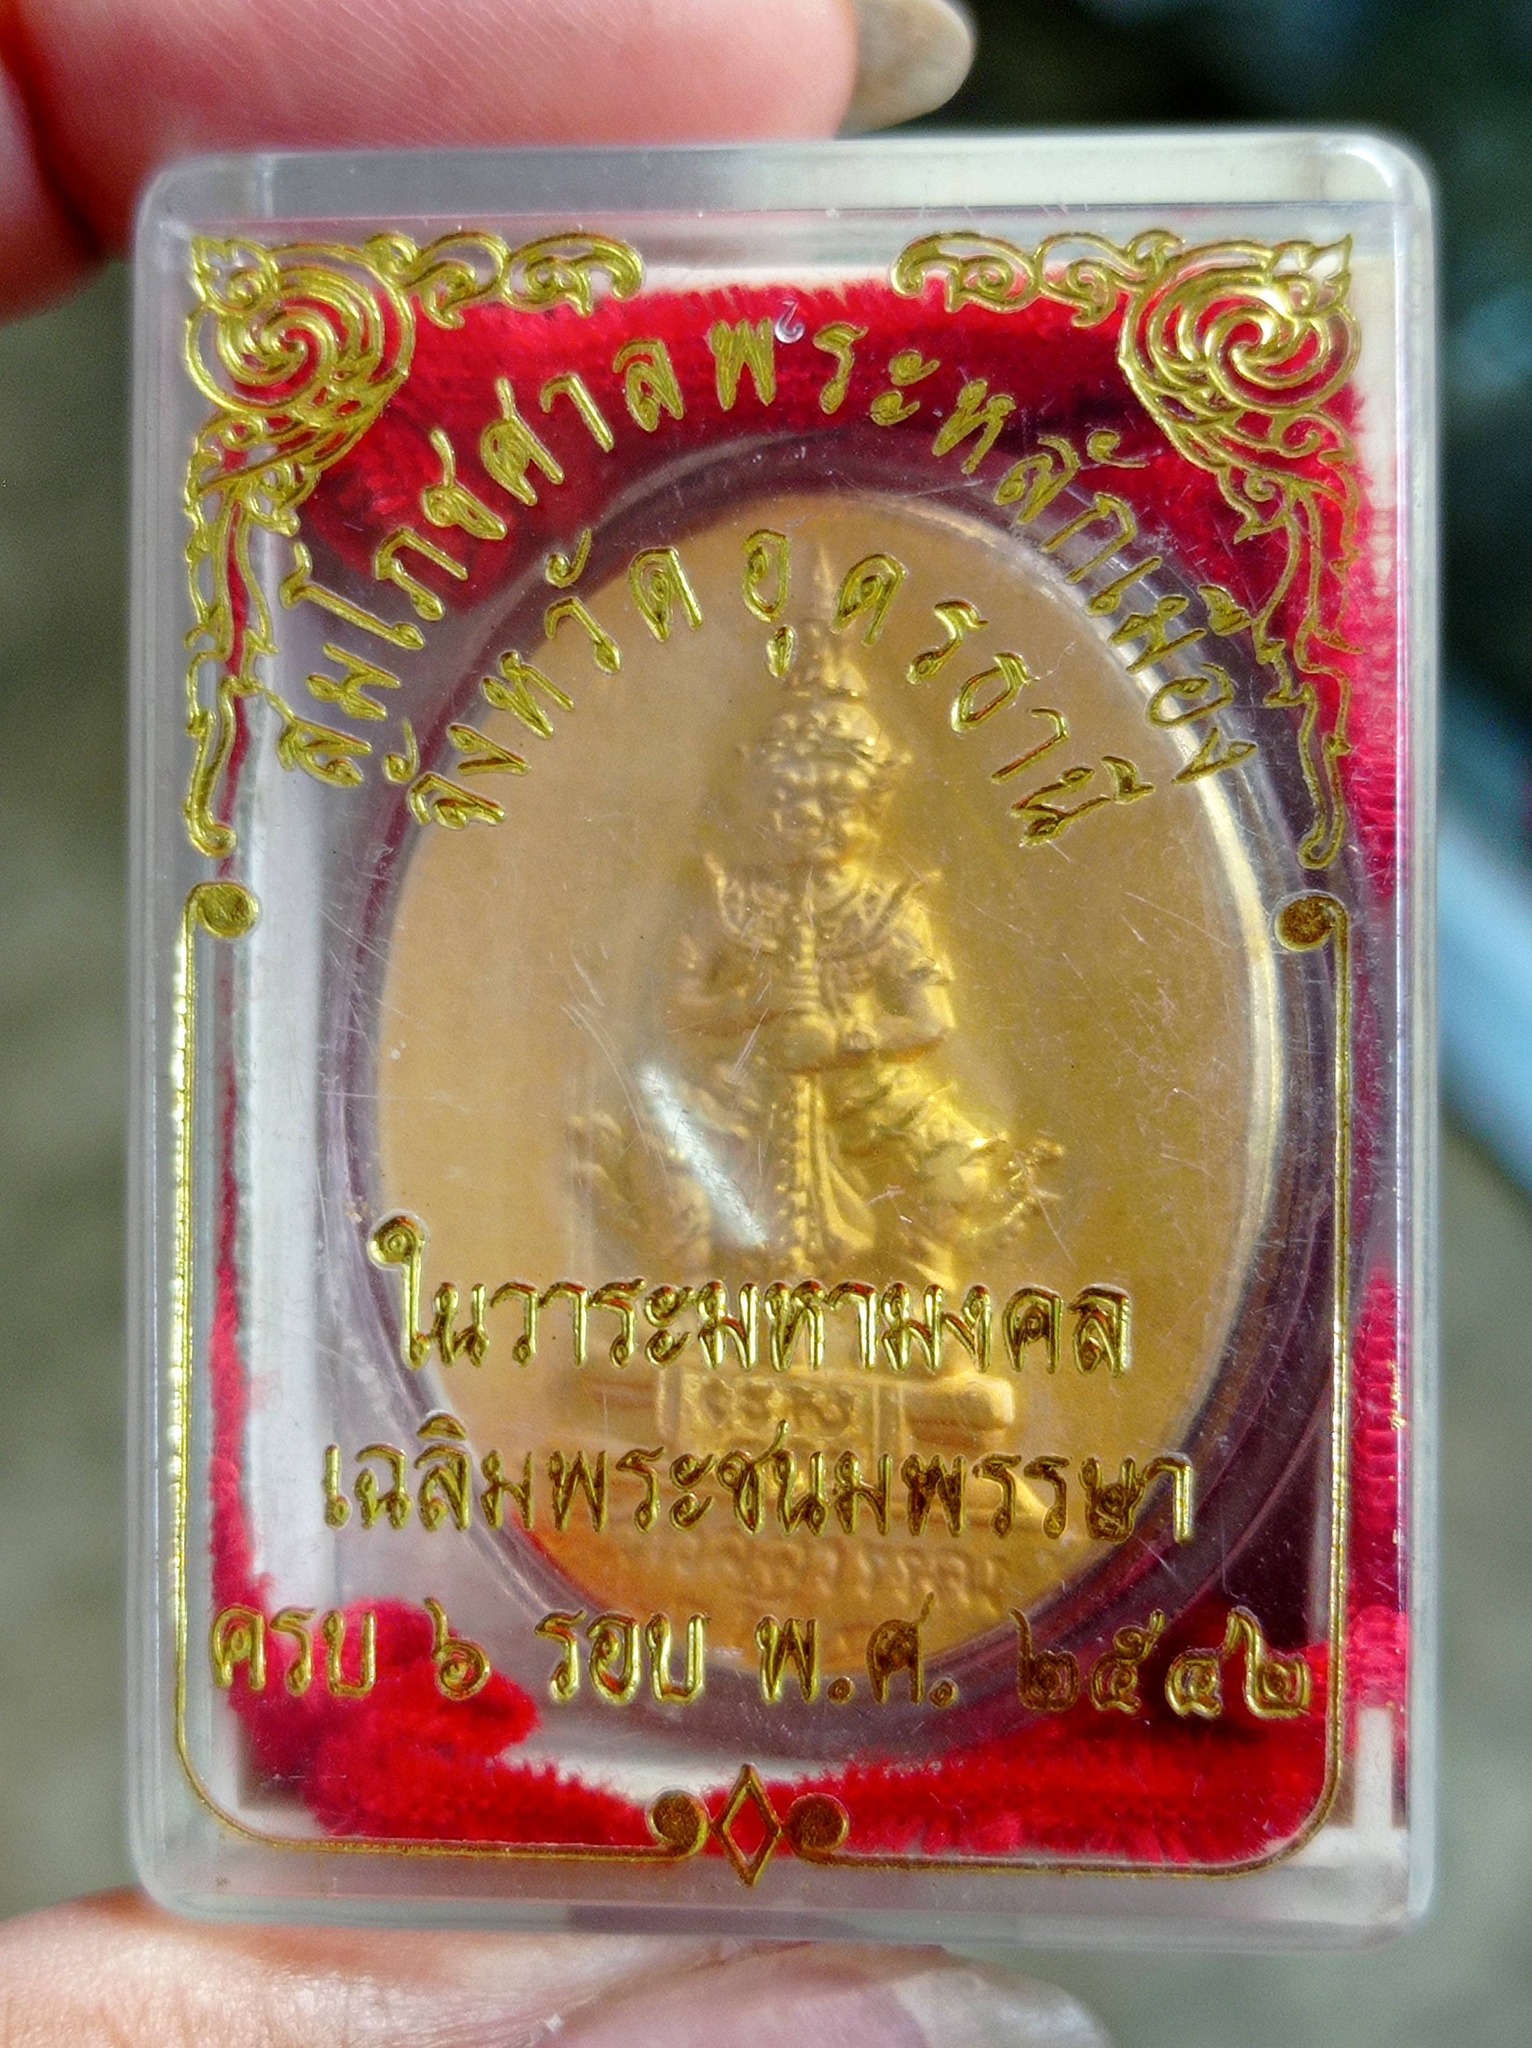 สมโภชศาลพระหลักเมือง
จังหวัดอุดรธานี
ในวาระมหามงคล
เฉลิมพระชนมพรรษา
ครบ ๖ รอบ พ.ศ. ๒๕๔๒